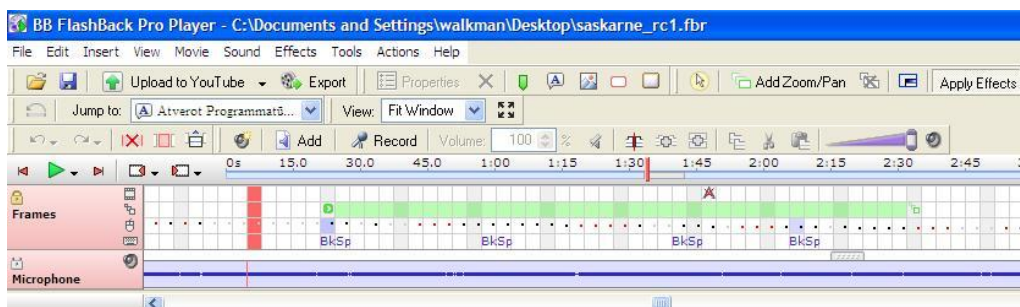 BB FlashBack Pro Player - C:\Documents and Settings\walkman\Desktop\saskarne_rc1.fbr
File Edit Insert View Movie Sound Effects Tools Actions Help
Upload to YouTube Export Properties Add Zoom/Pan Apply Effects
Jump to: Atverot Programmatū... View: Fit Window
Add Record Volume: 100 %
0s 15.0 30.0 45.0 1:00 1:15 1:30 1:45 2:00 2:15 2:30 2:45
Frames
BkSp BkSp BkSp BkSp
Microphone